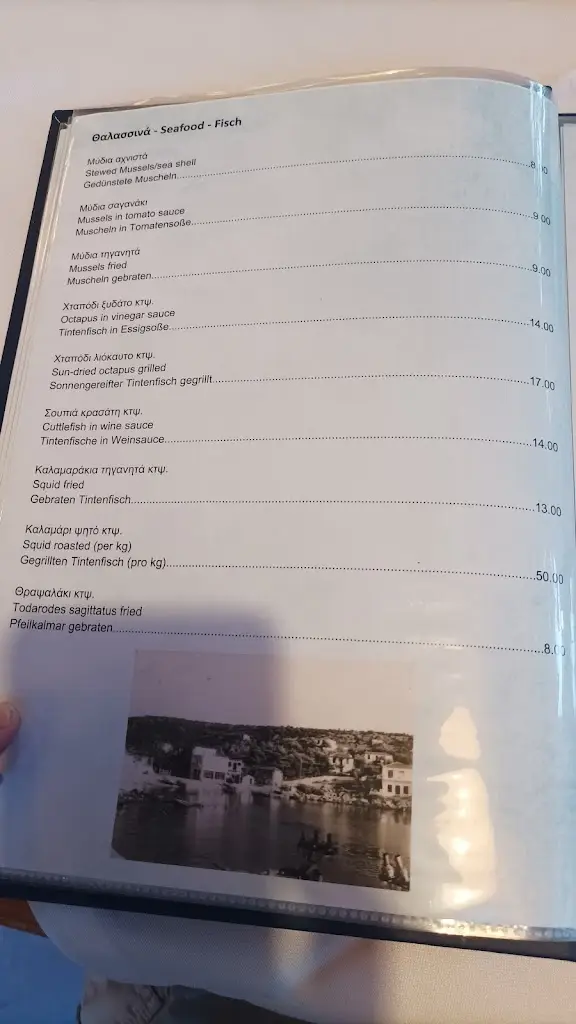 Θαλασσινά - Seafood - Fisch
Μύδια αχνιστά
Stewed Mussels/sea shell
Gedünstete Muscheln......8.00
Μύδια σαγανάκι
Mussels in tomato sauce
Muscheln in Tomatensoße......9.00
Μύδια τηγανητά
Mussels fried
Muscheln gebraten......9.00
Χταπόδι ξυδάτο κτψ.
Octapus in vinegar sauce
Tintenfisch in Essigsoße......14.00
Χταπόδι λιόκαυτο κτψ.
Sun-dried octapus grilled
Sonnengereifter Tintenfisch gegrillt......17.00
Σουπιά κρασάτη κτψ.
Cuttlefish in wine sauce
Tintenfische in Weinsauce......14.00
Καλαμαράκια τηγανητά κτψ.
Squid fried
Gebraten Tintenfisch......13.00
Καλαμάρι ψητό κτψ.
Squid roasted (per kg)
Gegrillten Tintenfisch (pro kg)......50.00
Θραψαλάκι κτψ.
Todarodes sagittatus fried
Pfeilkalmar gebraten......8.00